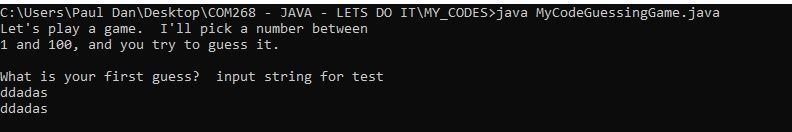 C:\Users\Paul Dan\Desktop\COM268 - JAVA - LETS DO IT\MY_CODES>java MyCodeGuessingGame.java
Let's play a game.  I'll pick a number between
1 and 100, and you try to guess it.

What is your first guess?  input string for test
ddadas
ddadas